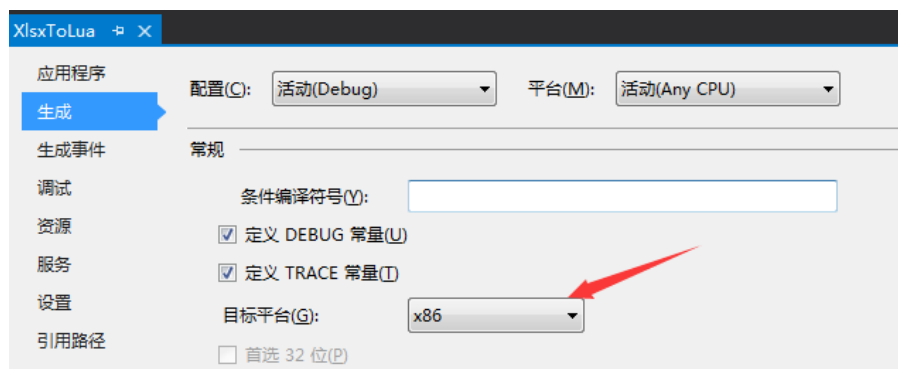 XlsxToLua
应用程序
生成
生成事件
调试
资源
服务
设置
引用路径
配置(C): 活动(Debug) 平台(M): 活动(Any CPU)
常规
条件编译符号(Y):
定义 DEBUG 常量(U)
定义 TRACE 常量(T)
目标平台(G): x86
首选 32 位(P)